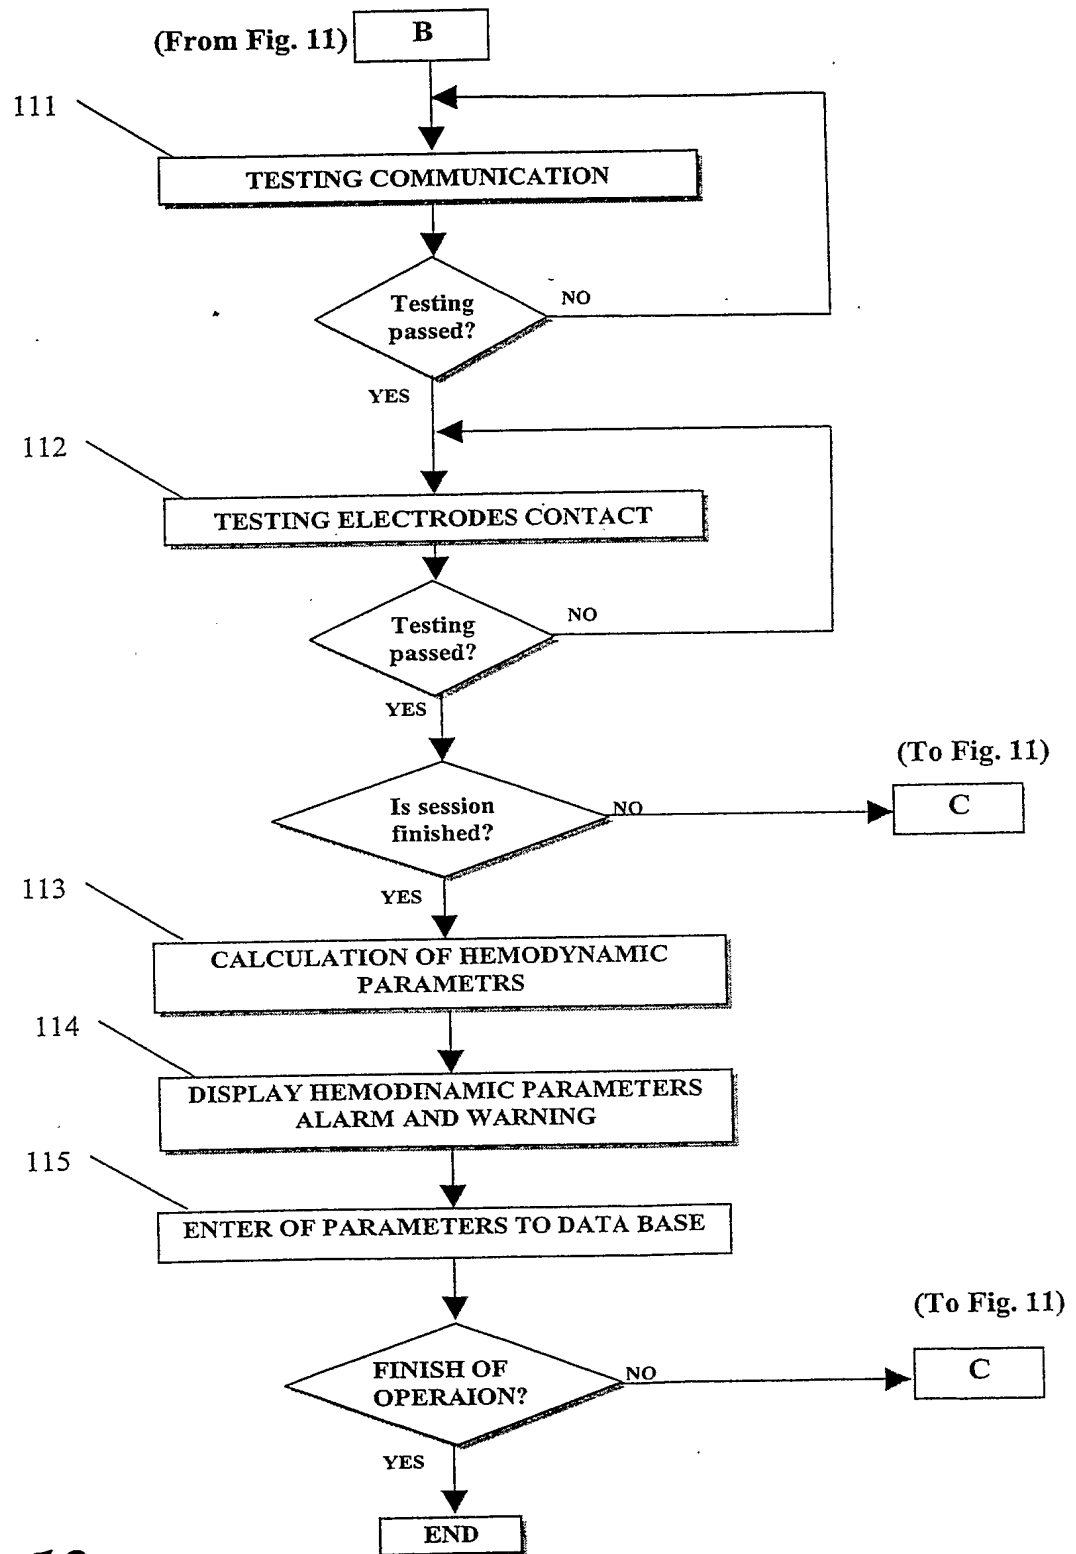 (From Fig. 11)
B
111
TESTING COMMUNICATION
Testing
passed?
NO
YES
112
TESTING ELECTRODES CONTACT
Testing
passed?
NO
YES
(To Fig. 11)
Is session
finished?
NO
C
YES
113
CALCULATION OF HEMODYNAMIC
PARAMETRS
114
DISPLAY HEMODINAMIC PARAMETERS
ALARM AND WARNING
115
ENTER OF PARAMETERS TO DATA BASE
(To Fig. 11)
FINISH OF
OPERAION?
NO
C
YES
END